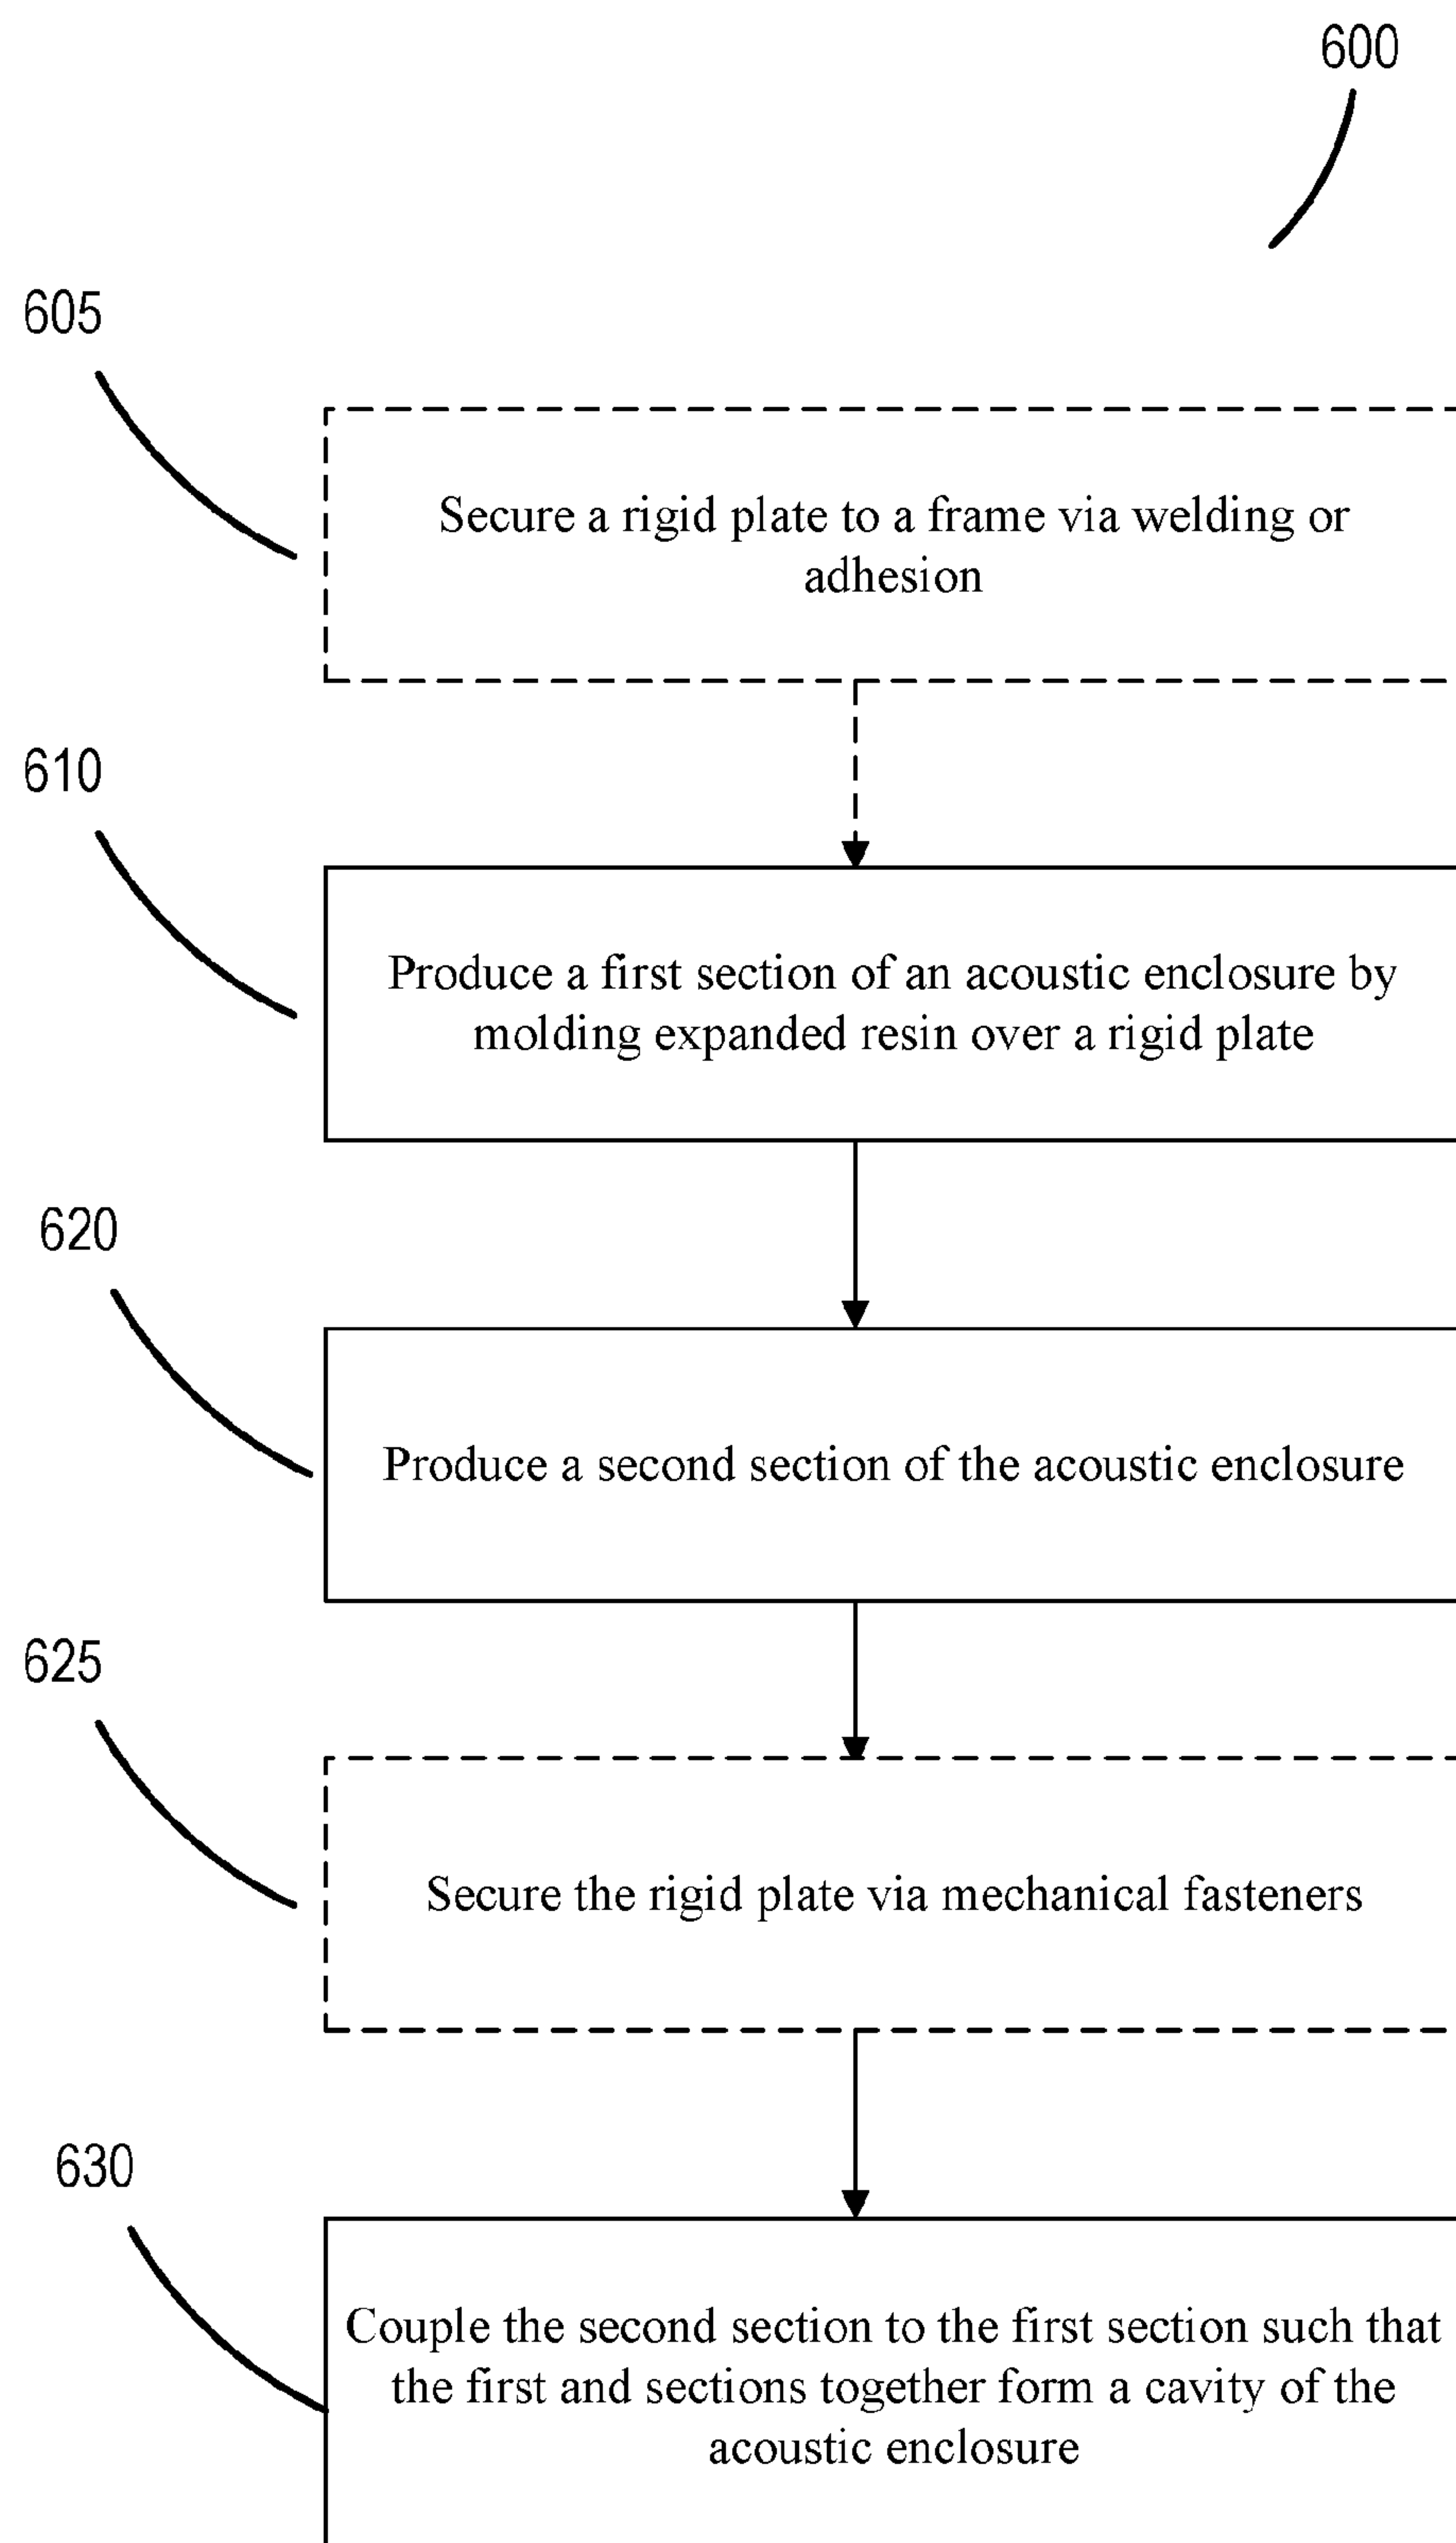 600
605
Secure a rigid plate to a frame via welding or
adhesion
610
Produce a first section of an acoustic enclosure by
molding expanded resin over a rigid plate
620
Produce a second section of the acoustic enclosure
625
Secure the rigid plate via mechanical fasteners
630
Couple the second section to the first section such that
the first and sections together form a cavity of the
acoustic enclosure